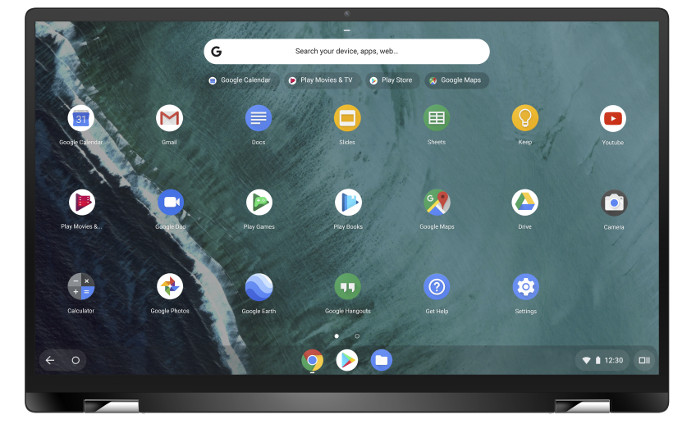 G
Search your device, apps, web...
Google Calendar Play Movies & TV Play Store Google Maps
31
Google Calendar Gmail Docs Slides Sheets Keep Youtube
Play Movies &... Google Duo Play Games Play Books Google Maps Drive Camera
Calculator Google Photos Google Earth Google Hangouts Get Help Settings
12:30